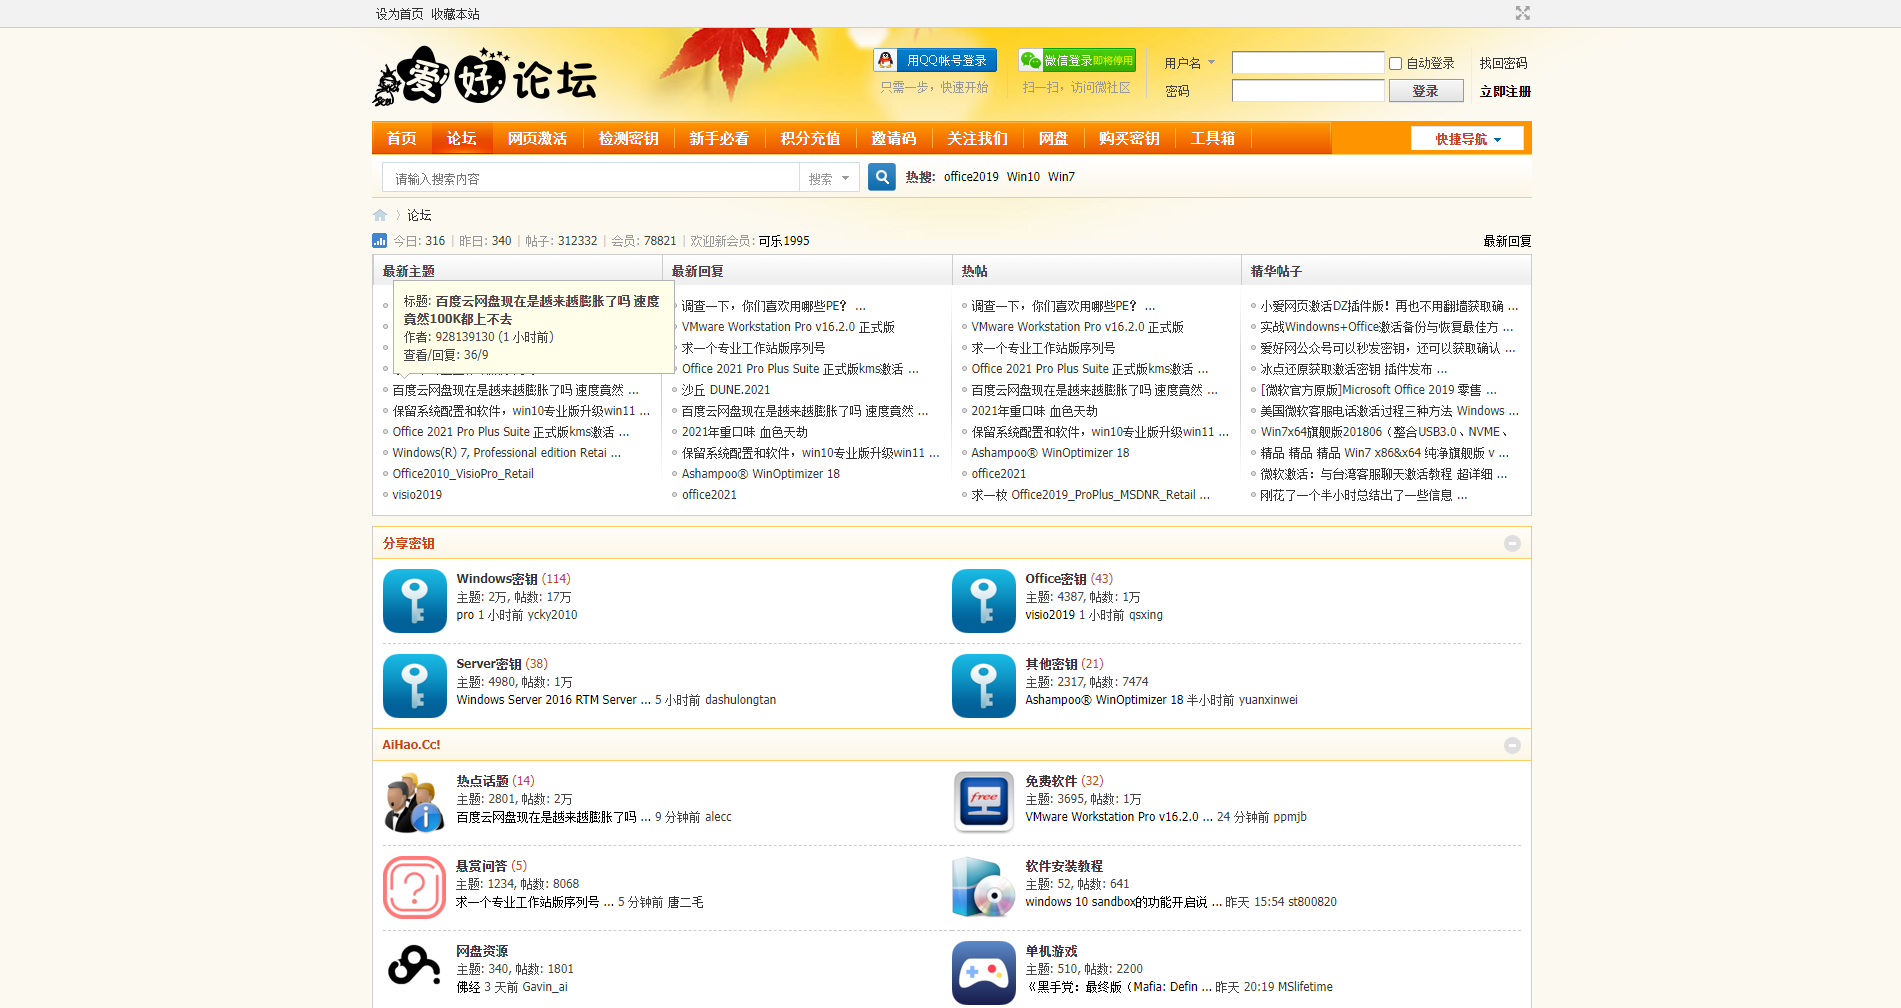 设为首页 收藏本站
爱好论坛
用QQ帐号登录
只需一步，快速开始
微信登录即将停用
扫一扫，访问微社区
用户名
自动登录
找回密码
密码
登录
立即注册
首页 论坛 网页激活 检测密钥 新手必看 积分充值 邀请码 关注我们 网盘 购买密钥 工具箱 快捷导航
请输入搜索内容 搜索 热搜: office2019 Win10 Win7
论坛
今日: 316 | 昨日: 340 | 帖子: 312332 | 会员: 78821 | 欢迎新会员: 可乐1995 最新回复
最新主题
标题: 百度云网盘现在是越来越膨胀了吗 速度
竟然100K都上不去
作者: 928139130 (1 小时前)
查看/回复: 36/9
百度云网盘现在是越来越膨胀了吗 速度竟然 ...
保留系统配置和软件，win10专业版升级win11 ...
Office 2021 Pro Plus Suite 正式版kms激活 ...
Windows(R) 7, Professional edition Retai ...
Office2010_VisioPro_Retail
visio2019
最新回复
调查一下，你们喜欢用哪些PE？ ...
VMware Workstation Pro v16.2.0 正式版
求一个专业工作站版序列号
Office 2021 Pro Plus Suite 正式版kms激活 ...
沙丘 DUNE.2021
百度云网盘现在是越来越膨胀了吗 速度竟然 ...
2021年重口味 血色天劫
保留系统配置和软件，win10专业版升级win11 ...
Ashampoo® WinOptimizer 18
office2021
热帖
调查一下，你们喜欢用哪些PE？ ...
VMware Workstation Pro v16.2.0 正式版
求一个专业工作站版序列号
Office 2021 Pro Plus Suite 正式版kms激活 ...
百度云网盘现在是越来越膨胀了吗 速度竟然 ...
2021年重口味 血色天劫
保留系统配置和软件，win10专业版升级win11 ...
Ashampoo® WinOptimizer 18
office2021
求一枚 Office2019_ProPlus_MSDNR_Retail ...
精华帖子
小爱网页激活DZ插件版！再也不用翻墙获取确 ...
实战Windowns+Office激活备份与恢复最佳方 ...
爱好网公众号可以秒发密钥，还可以获取确认 ...
冰点还原获取激活密钥 插件发布 ...
[微软官方原版]Microsoft Office 2019 零售 ...
美国微软客服电话激活过程三种方法 Windows ...
Win7x64旗舰版201806（整合USB3.0、NVME、
精品 精品 精品 Win7 x86&x64 纯净旗舰版 v ...
微软激活：与台湾客服聊天激活教程 超详细 ...
刚花了一个半小时总结出了一些信息 ...
分享密钥
Windows密钥 (114)
主题: 2万, 帖数: 17万
pro 1 小时前 ycky2010
Office密钥 (43)
主题: 4387, 帖数: 1万
visio2019 1 小时前 qsxing
Server密钥 (38)
主题: 4980, 帖数: 1万
Windows Server 2016 RTM Server ... 5 小时前 dashulongtan
其他密钥 (21)
主题: 2317, 帖数: 7474
Ashampoo® WinOptimizer 18 半小时前 yuanxinwei
AiHao.Cc!
热点话题 (14)
主题: 2801, 帖数: 2万
百度云网盘现在是越来越膨胀了吗 ... 9 分钟前 alecc
free
免费软件 (32)
主题: 3695, 帖数: 1万
VMware Workstation Pro v16.2.0 ... 24 分钟前 ppmjb
悬赏问答 (5)
主题: 1234, 帖数: 8068
求一个专业工作站版序列号 ... 5 分钟前 唐二毛
软件安装教程
主题: 52, 帖数: 641
windows 10 sandbox的功能开启说 ... 昨天 15:54 st800820
网盘资源
主题: 340, 帖数: 1801
佛经 3 天前 Gavin_ai
单机游戏
主题: 510, 帖数: 2200
《黑手党：最终版（Mafia: Defin ... 昨天 20:19 MSlifetime